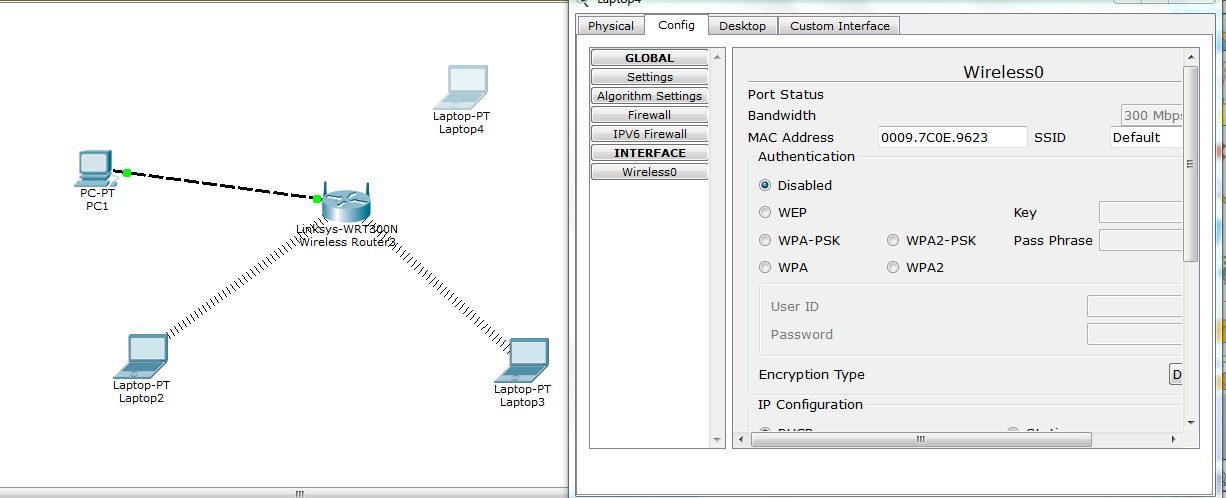 Laptop4
Physical
Config
Desktop
Custom Interface
GLOBAL
Settings
Algorithm Settings
Firewall
IPV6 Firewall
INTERFACE
Wireless0
Wireless0
Port Status
Bandwidth
300 Mbps
MAC Address 0009.7C0E.9623 SSID Default
Authentication
Disabled
WEP Key
WPA-PSK WPA2-PSK Pass Phrase
WPA WPA2
User ID
Password
Encryption Type D
IP Configuration
DHCP Static
Laptop-PT
Laptop4
PC-PT
PC1
Linksys-WRT300N
Wireless Router2
Laptop-PT
Laptop2
Laptop-PT
Laptop3